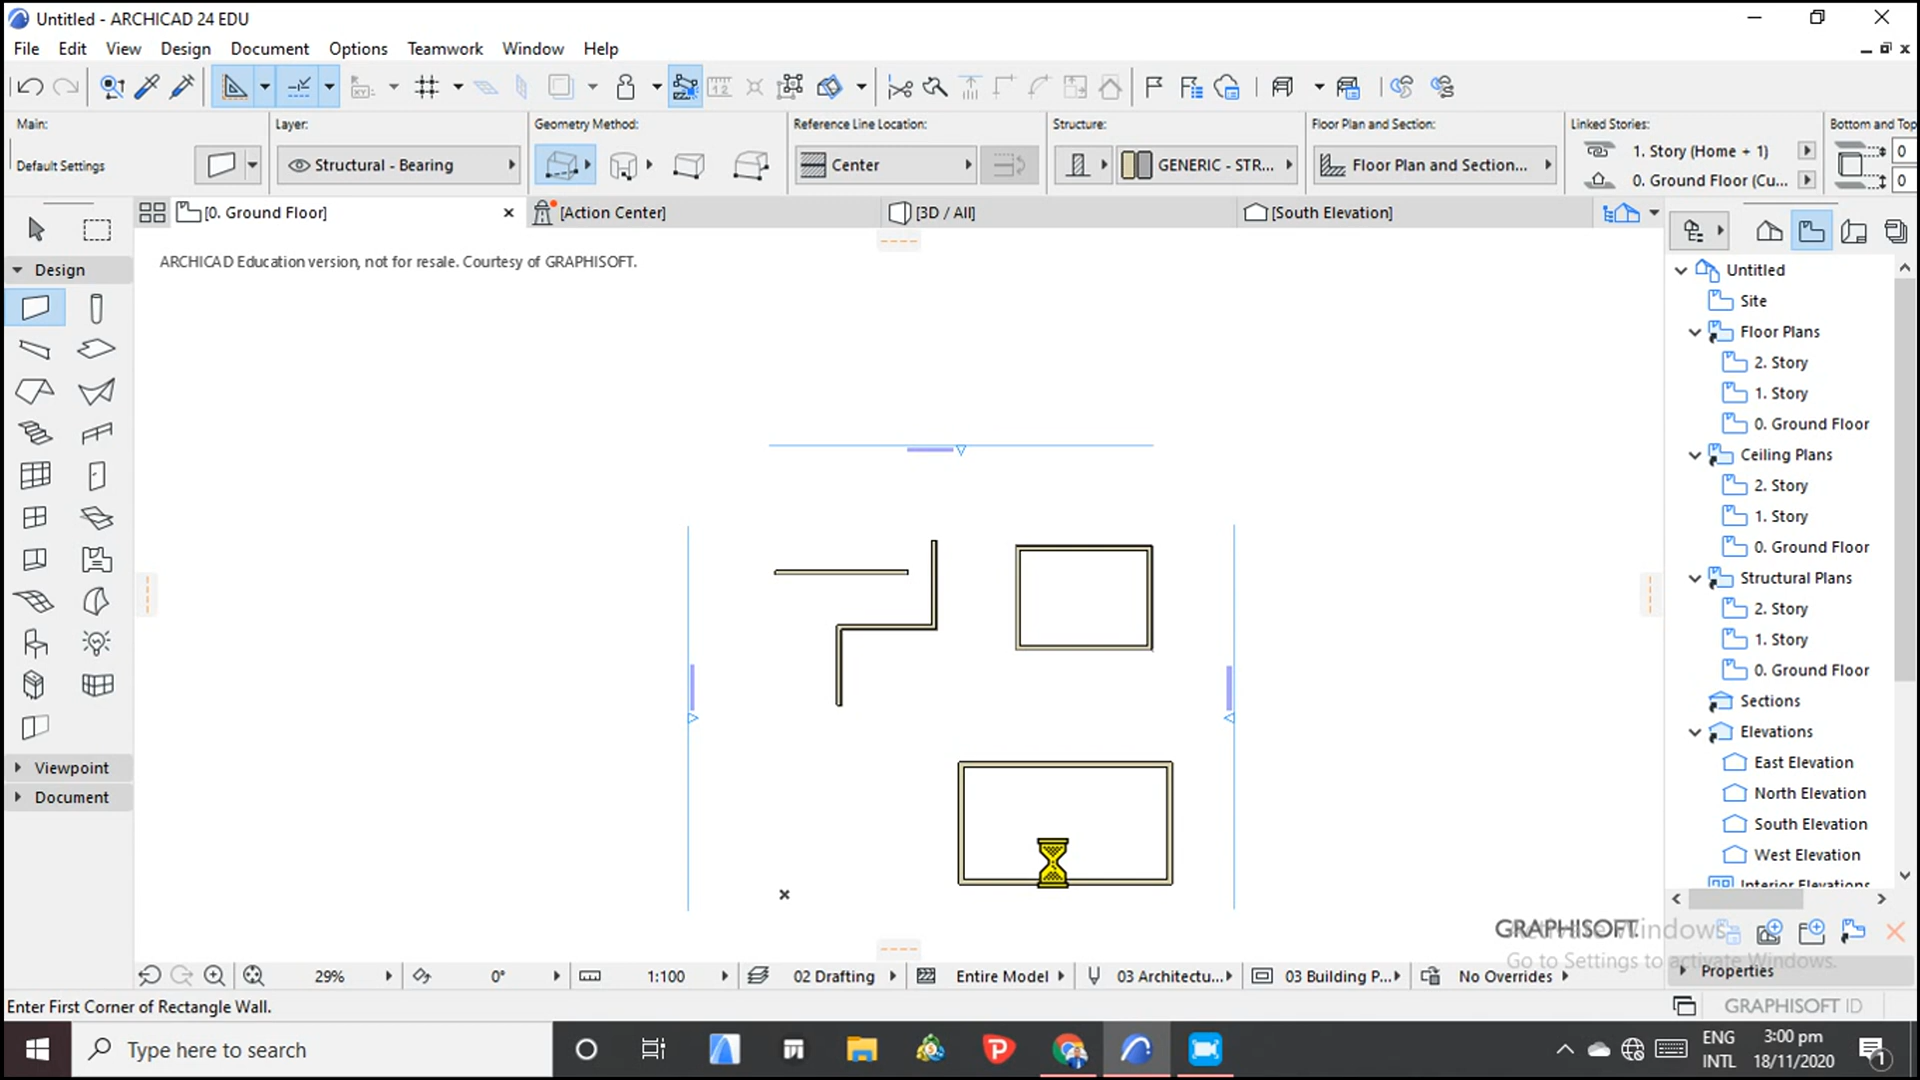 Untitled - ARCHICAD 24 EDU
File Edit View Design Document Options Teamwork Window Help
Main: Layer: Geometry Method: Reference Line Location: Structure: Floor Plan and Section: Linked Stories: Bottom and Top
Default Settings Structural - Bearing Center GENERIC - STR... Floor Plan and Section... 1. Story (Home + 1) 0
0. Ground Floor (Cu... 0
[0. Ground Floor] [Action Center] [3D / All] [South Elevation]
ARCHICAD Education version, not for resale. Courtesy of GRAPHISOFT.
Design
Viewpoint
Document
Untitled
Site
Floor Plans
2. Story
1. Story
0. Ground Floor
Ceiling Plans
2. Story
1. Story
0. Ground Floor
Structural Plans
2. Story
1. Story
0. Ground Floor
Sections
Elevations
East Elevation
North Elevation
South Elevation
West Elevation
Interior Elevations
GRAPHISOFT.
Activate Windows
Go to Settings to activate Windows.
Properties
29% 0° 1:100 02 Drafting Entire Model 03 Architectu... 03 Building P... No Overrides
Enter First Corner of Rectangle Wall.
GRAPHISOFT ID
Type here to search
ENG
INTL
3:00 pm
18/11/2020
1